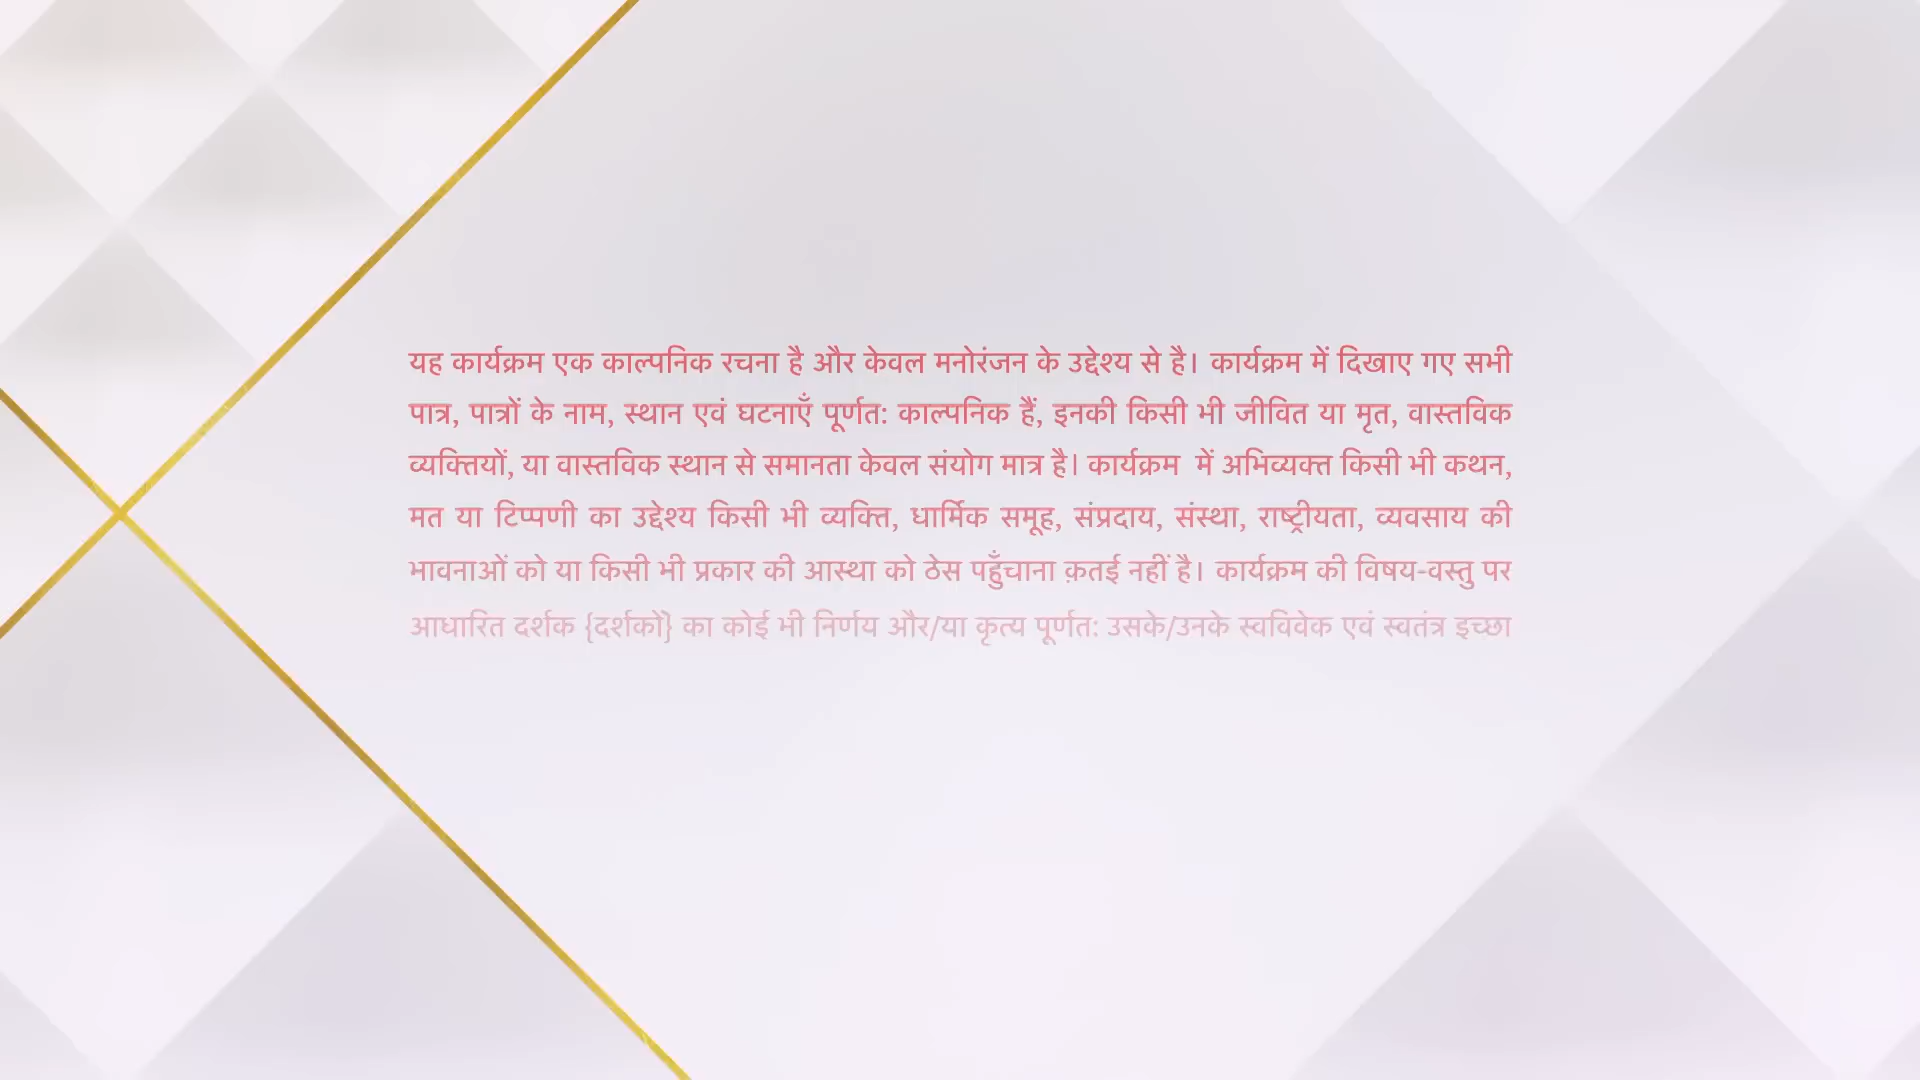 यह कार्यक्रम एक काल्पनिक रचना है और केवल मनोरंजन के उद्देश्य से है। कार्यक्रम में दिखाए गए सभी
पात्र, पात्रों के नाम, स्थान एवं घटनाएँ पूर्णत: काल्पनिक हैं, इनकी किसी भी जीवित या मृत, वास्तविक
व्यक्तियों, या वास्तविक स्थान से समानता केवल संयोग मात्र है। कार्यक्रम में अभिव्यक्त किसी भी कथन,
मत या टिप्पणी का उद्देश्य किसी भी व्यक्ति, धार्मिक समूह, संप्रदाय, संस्था, राष्ट्रीयता, व्यवसाय की
भावनाओं को या किसी भी प्रकार की आस्था को ठेस पहुँचाना क़तई नहीं है। कार्यक्रम की विषय-वस्तु पर
आधारित दर्शक {दर्शकों} का कोई भी निर्णय और/या कृत्य पूर्णत: उसके/उनके स्वविवेक एवं स्वतंत्र इच्छा